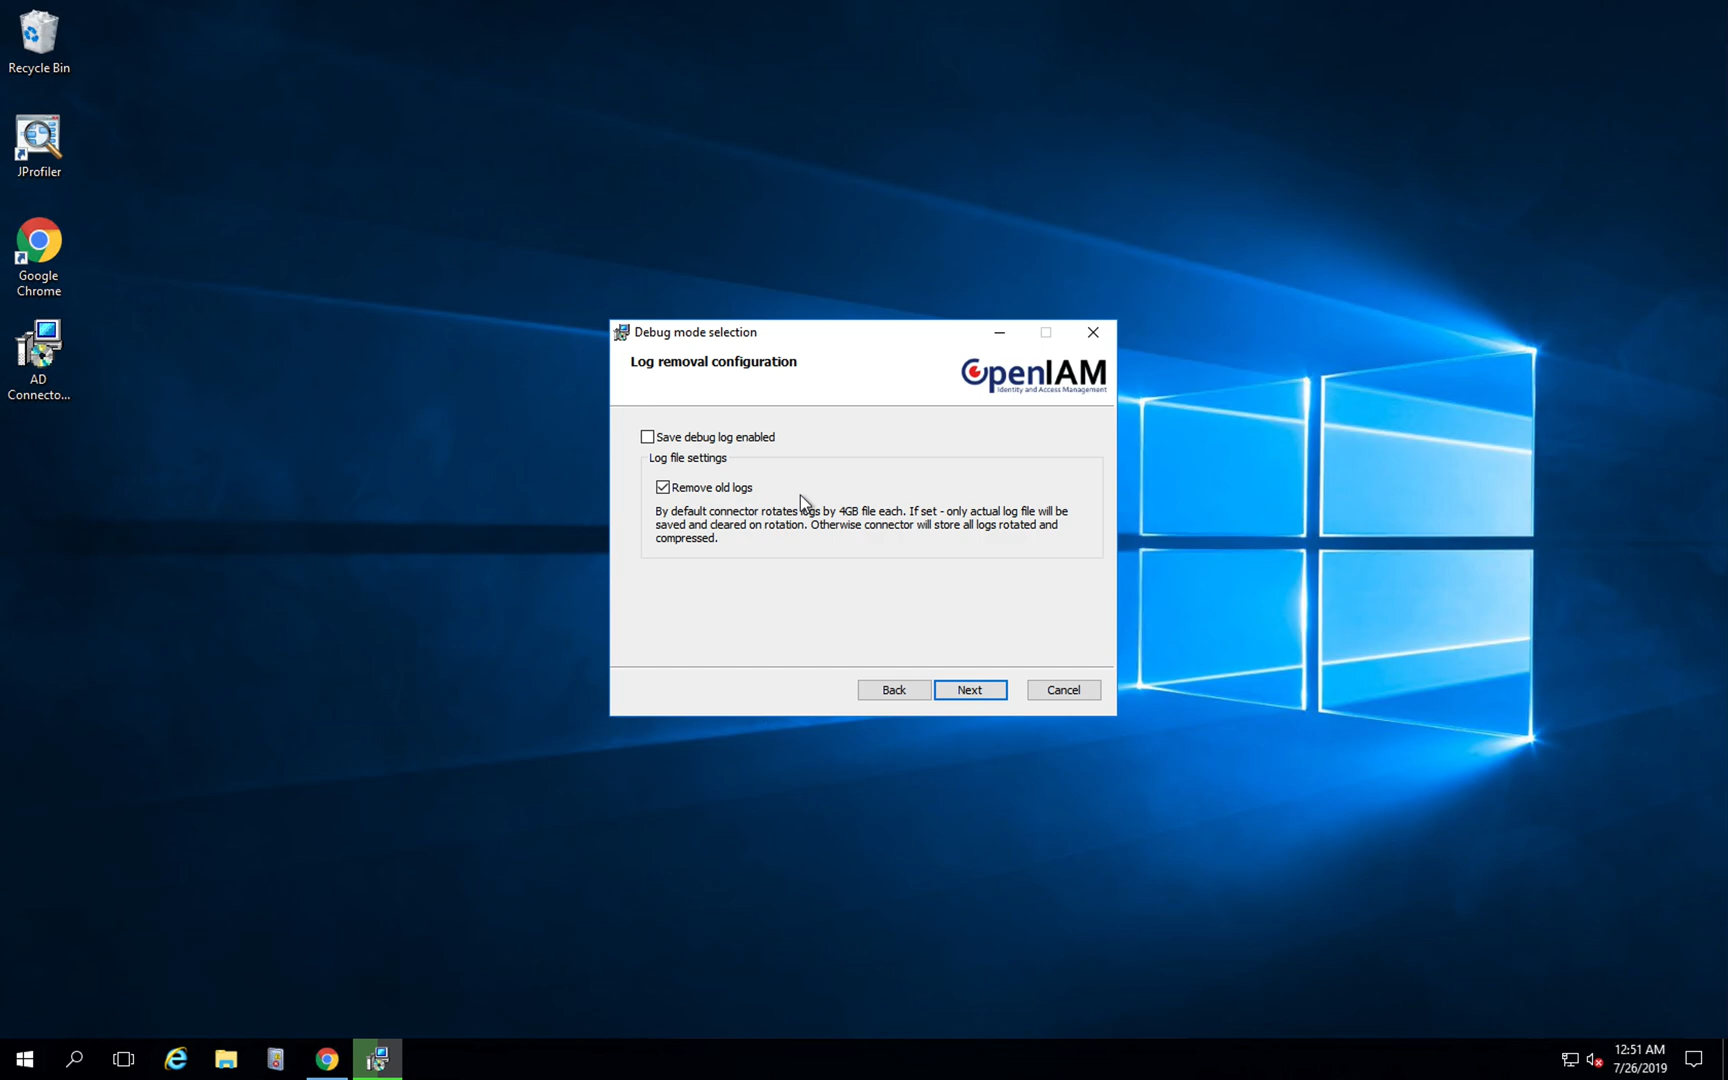 Recycle Bin
JProfiler
Google
Chrome
AD
Connecto...
Debug mode selection
Log removal configuration
OpenIAM
Identity and Access Management
Save debug log enabled
Log file settings
Remove old logs
By default connector rotates logs by 4GB file each. If set - only actual log file will be
saved and cleared on rotation. Otherwise connector will store all logs rotated and
compressed.
Back
Next
Cancel
12:51 AM
7/26/2019